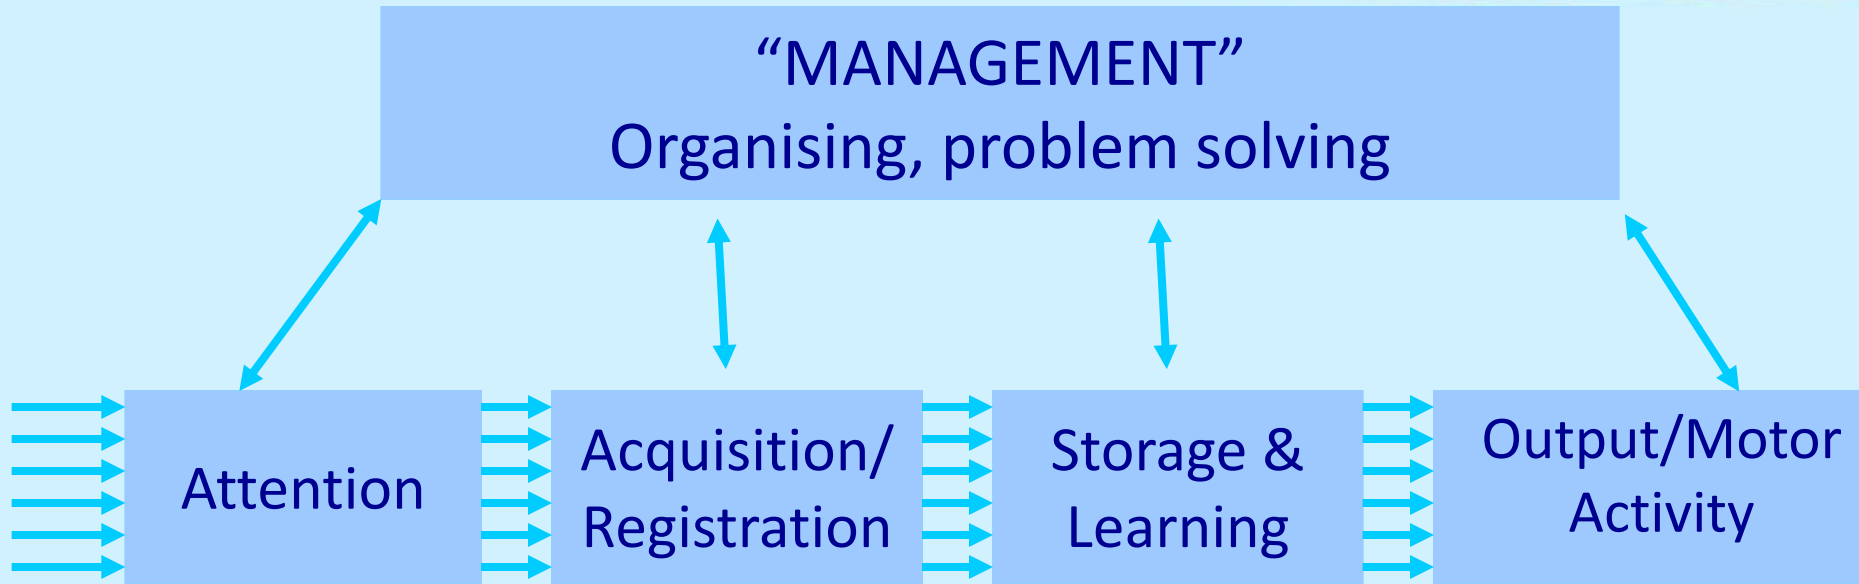 “MANAGEMENT”
Organising, problem solving
Attention
Acquisition/
Registration
Storage &
Learning
Output/Motor
Activity